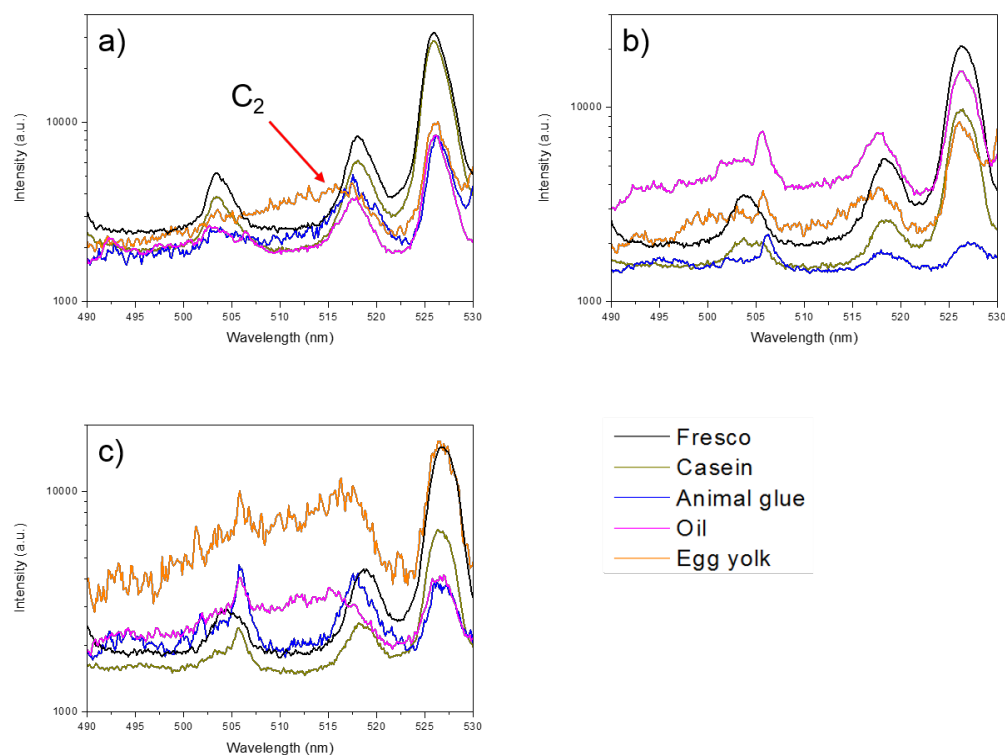 a)
C2
10000
1000
Intensity (a.u.)
490 495 500 505 510 515 520 525 530
Wavelength (nm)
b)
10000
1000
Intensity (a.u.)
490 495 500 505 510 515 520 525 530
Wavelength (nm)
c)
10000
1000
Intensity (a.u.)
490 495 500 505 510 515 520 525 530
Wavelength (nm)
Fresco
Casein
Animal glue
Oil
Egg yolk